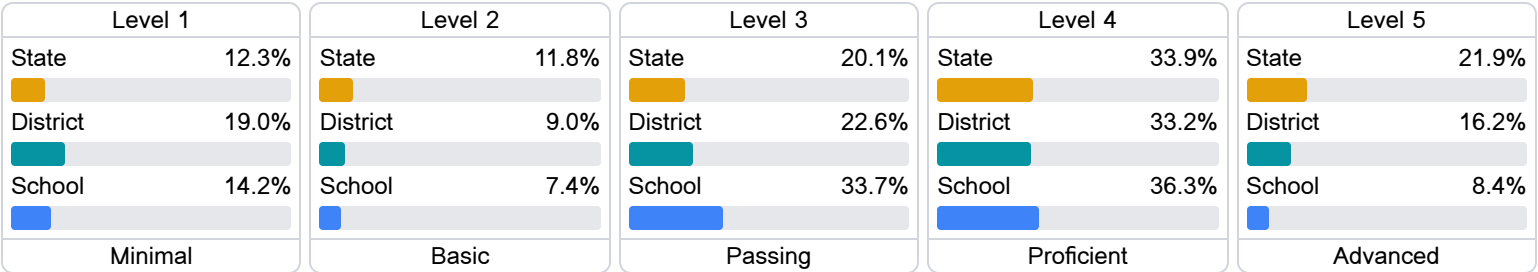 Level 1
State 12.3%
District 19.0%
School 14.2%
Minimal
Level 2
State 11.8%
District 9.0%
School 7.4%
Basic
Level 3
State 20.1%
District 22.6%
School 33.7%
Passing
Level 4
State 33.9%
District 33.2%
School 36.3%
Proficient
Level 5
State 21.9%
District 16.2%
School 8.4%
Advanced